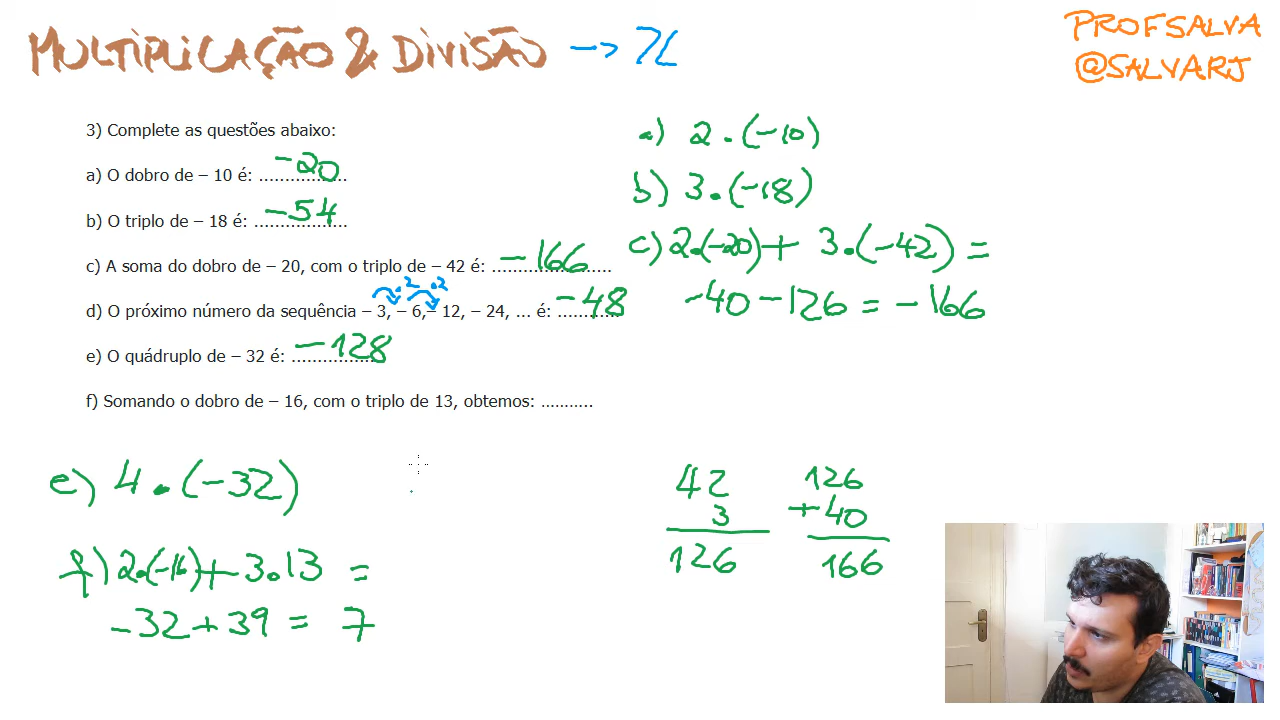 MULTIPLICAÇÃO & DIVISÃO → ℤ
PROFSALVA
@SALVARJ
3) Complete as questões abaixo:
a) O dobro de – 10 é: -20
b) O triplo de – 18 é: -54
c) A soma do dobro de – 20, com o triplo de – 42 é: -166
.2 .2
d) O próximo número da sequência – 3, – 6,– 12, – 24, ... é: -48
e) O quádruplo de – 32 é: -128
f) Somando o dobro de – 16, com o triplo de 13, obtemos: ...........
a) 2.(-10)
b) 3.(-18)
c) 2.(-20)+ 3.(-42) =
-40-126 = -166
e) 4.(-32)
f) 2.(-16)+3.13 =
-32+39 = 7
42
3
126
126
+40
166